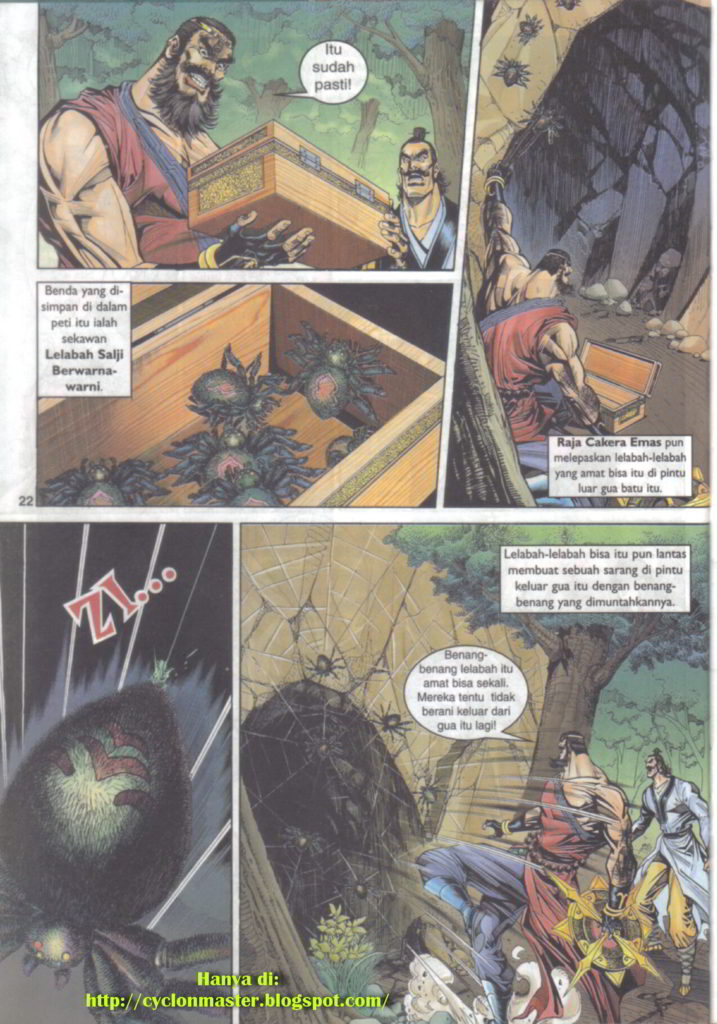 Itu
sudah
pasti!
Benda yang di-
simpan di dalam
peti itu ialah
sekawan
Lelabah Salji
Berwarna-
warni.
Raja Cakera Emas pun
melepaskan lelabah-lelabah
yang amat bisa itu di pintu
luar gua batu itu.
22
ZI...
Lelabah-lelabah bisa itu pun lantas
membuat sebuah sarang di pintu
keluar gua itu dengan benang-
benang yang dimuntahkannya.
Benang-
benang lelabah itu
amat bisa sekali.
Mereka tentu tidak
berani keluar dari
gua itu lagi!
Hanya di:
http://cyclonmaster.blogspot.com/